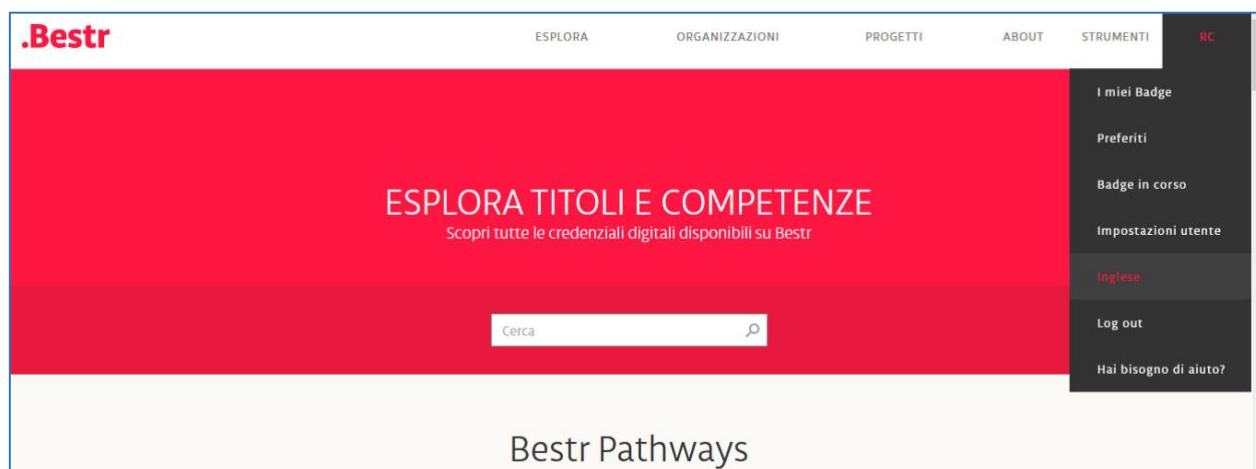 .Bestr
ESPLORA ORGANIZZAZIONI PROGETTI ABOUT STRUMENTI RC
I miei Badge
Preferiti
Badge in corso
Impostazioni utente
Inglese
Log out
Hai bisogno di aiuto?
ESPLORA TITOLI E COMPETENZE
Scopri tutte le credenziali digitali disponibili su Bestr
Cerca
Bestr Pathways